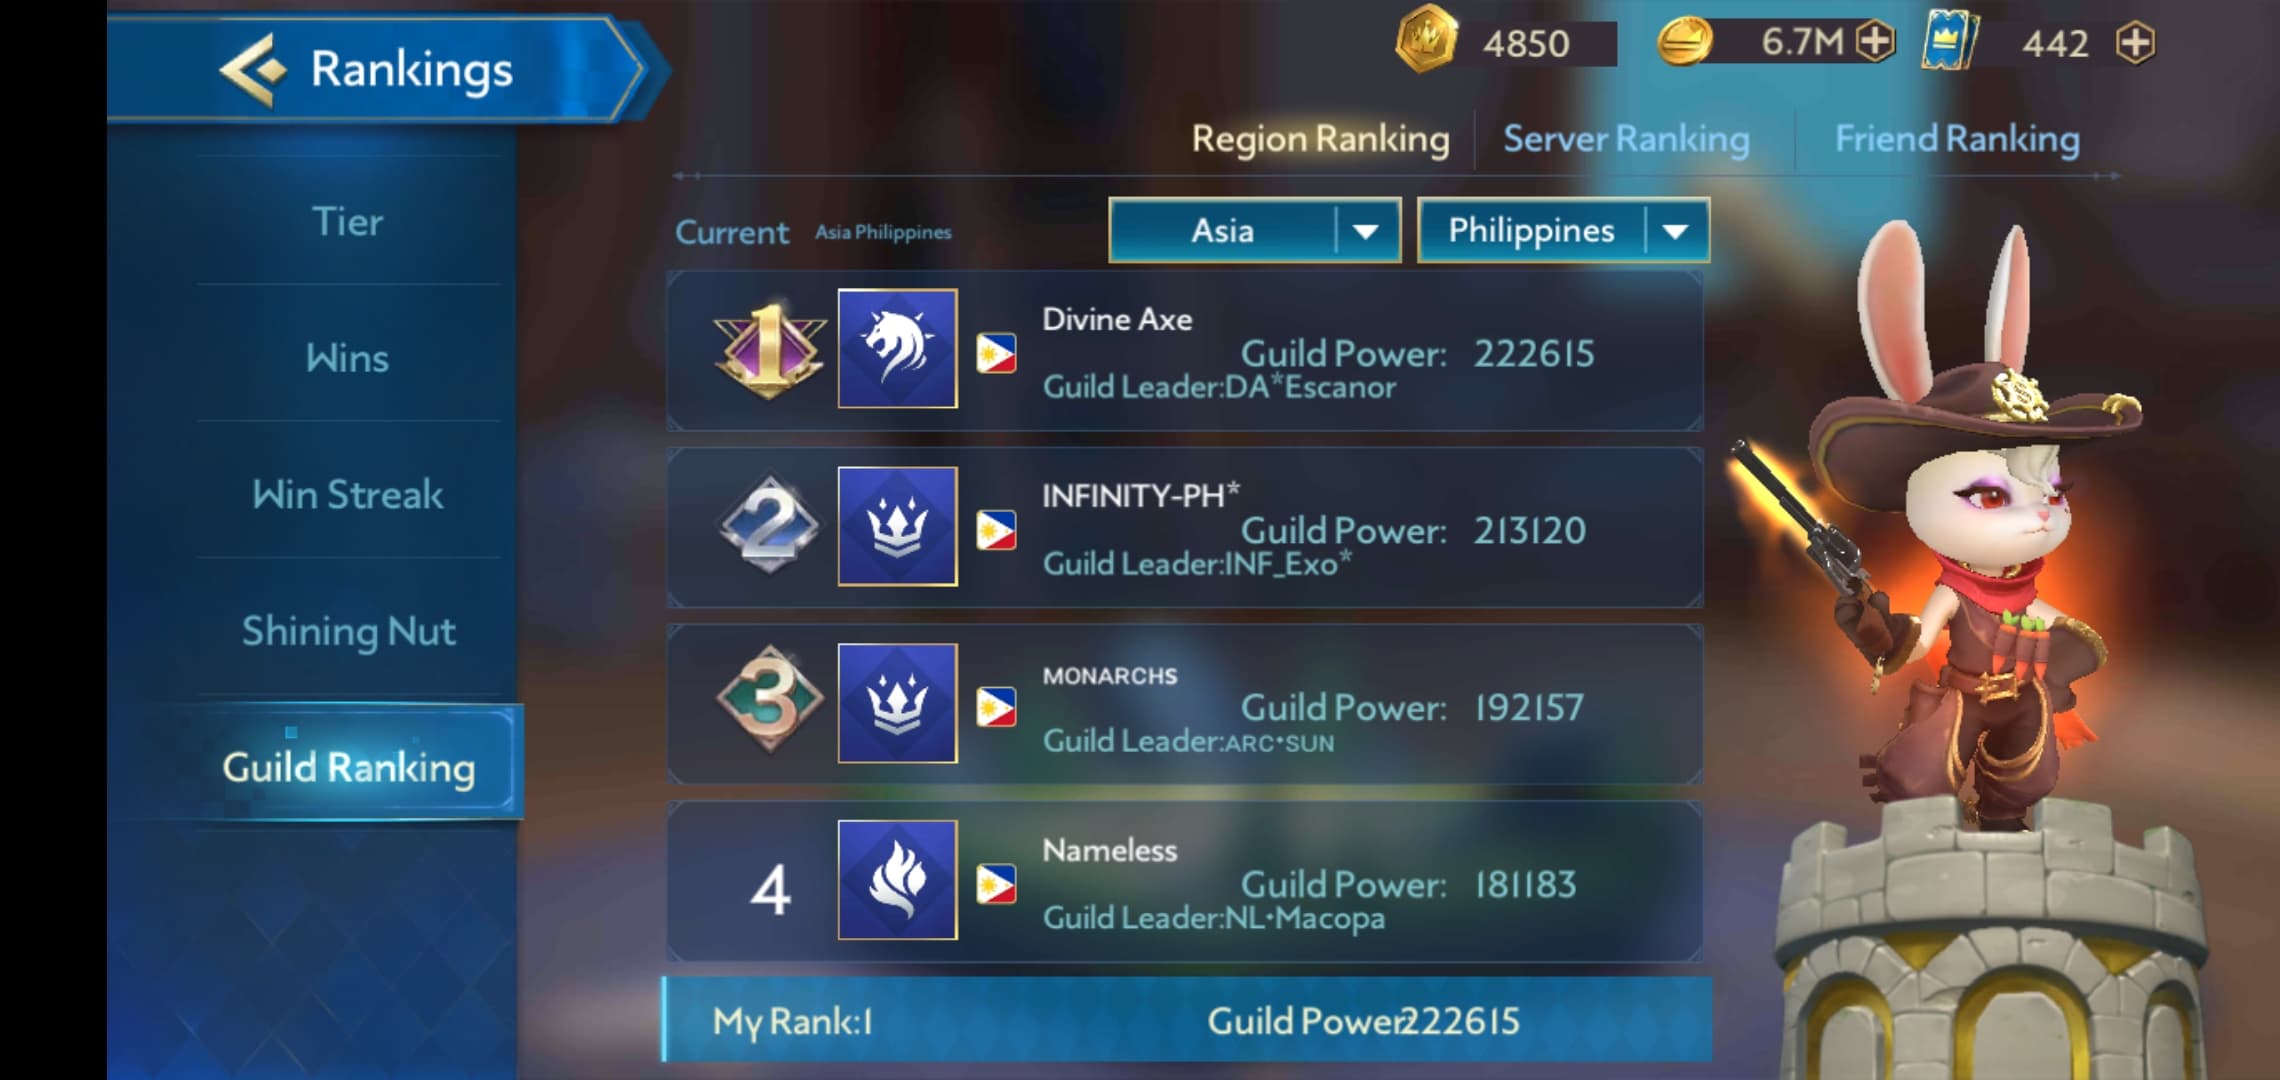 Rankings
4850
6.7M
442
Region Ranking
Server Ranking
Friend Ranking
Tier
Wins
Win Streak
Shining Nut
Guild Ranking
Current Asia Philippines
Asia
Philippines
1
Divine Axe
Guild Power: 222615
Guild Leader:DA*Escanor
2
INFINITY-PH*
Guild Power: 213120
Guild Leader:INF_Exo*
3
MONARCHS
Guild Power: 192157
Guild Leader:ARC•SUN
4
Nameless
Guild Power: 181183
Guild Leader:NL•Macopa
My Rank:1
Guild Power:222615